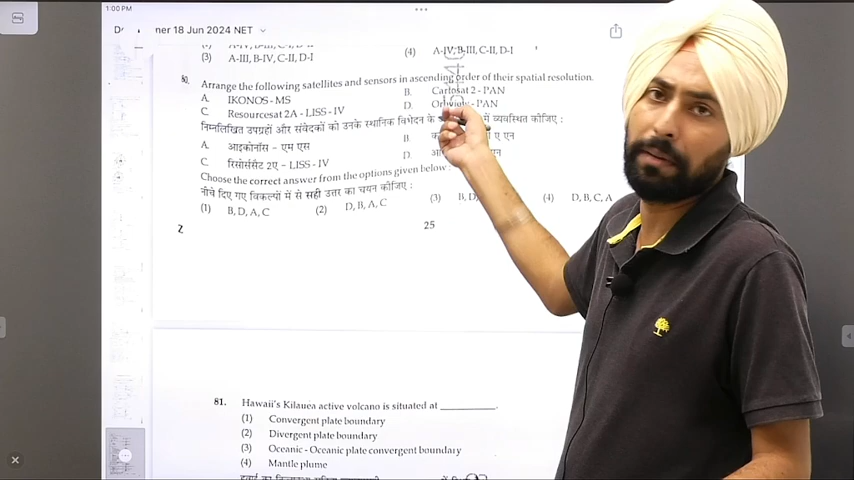 1:00 PM
ner 18 Jun 2024 NET
(3) A-III, B-IV, C-I, D-II
(4) A-IV, B-III, C-II, D-I
80. Arrange the following satellites and sensors in ascending order of their spatial resolution.
A. IKONOS - MS
B. Cartosat 2 - PAN
C. Resourcesat 2A - LISS - IV
D. - PAN
निम्नलिखित उपग्रहों और संवेदकों को उनके स्थानिक विभेदन के में व्यवस्थित कीजिए :
A. आइकोनॉस - एम एस
B. ए एन
C. रिसोर्ससैट 2ए - LISS - IV
D.
Choose the correct answer from the options given below :
नीचे दिए गए विकल्पों में से सही उत्तर का चयन कीजिए :
(1) B, D, A, C
(2) D, B, A, C
(3) B, D,
(4) D, B, C, A
Z
25
81. Hawaii's Kilauea active volcano is situated at __________.
(1) Convergent plate boundary
(2) Divergent plate boundary
(3) Oceanic - Oceanic plate convergent boundary
(4) Mantle plume